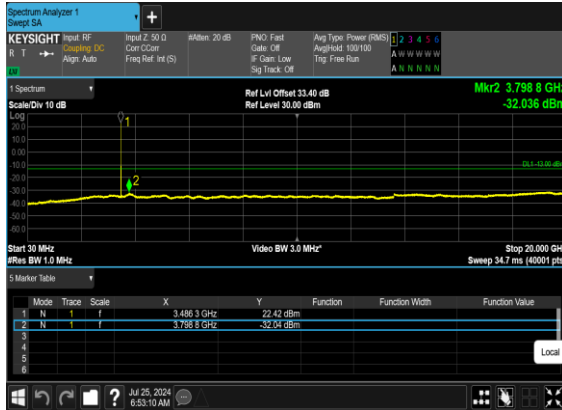 Spectrum Analyzer 1
Swept SA
+
KEYSIGHT Input: RF Input Z: 50 Ω #Atten: 20 dB PNO: Fast Avg Type: Power (RMS) 1 2 3 4 5 6
R T Coupling: DC Corr CCorr Gate: Off Avg|Hold: 100/100 A W W W W W
Align: Auto Freq Ref: Int (S) IF Gain: Low Trig: Free Run
Sig Track: Off A N N N N N
LXI
1 Spectrum Ref Lvl Offset 33.40 dB Mkr2 3.798 8 GHz
Scale/Div 10 dB Ref Level 30.00 dBm -32.036 dBm
Log
20.0
10.0
0.00
-10.0
-20.0
-30.0
-40.0
-50.0
-60.0
1
2
DL1 -13.00 dBm
Start 30 MHz Video BW 3.0 MHz* Stop 20.000 GHz
#Res BW 1.0 MHz Sweep 34.7 ms (40001 pts)
5 Marker Table
Mode Trace Scale X Y Function Function Width Function Value
1 N 1 f 3.486 3 GHz 22.42 dBm
2 N 1 f 3.798 8 GHz -32.04 dBm
3
4
5
6
Local
? Jul 25, 2024
6:53:10 AM